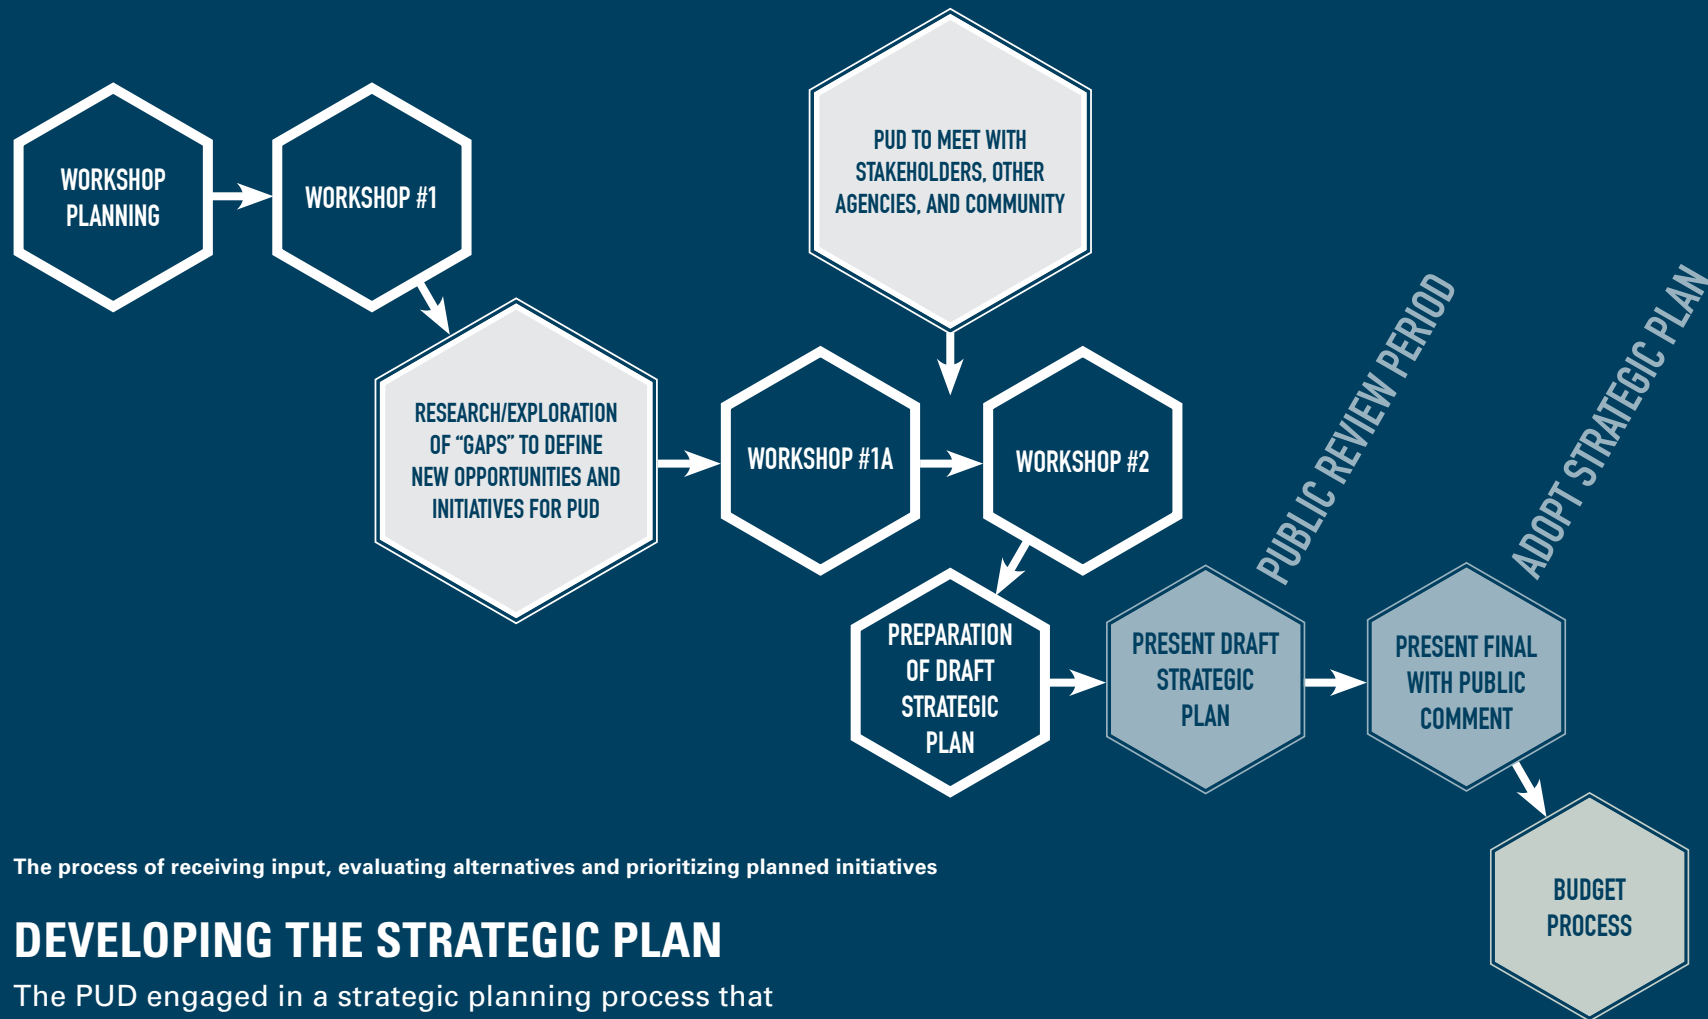 WORKSHOP
PLANNING
WORKSHOP #1
RESEARCH/EXPLORATION
OF “GAPS” TO DEFINE
NEW OPPORTUNITIES AND
INITIATIVES FOR PUD
PUD TO MEET WITH
STAKEHOLDERS, OTHER
AGENCIES, AND COMMUNITY
WORKSHOP #1A
WORKSHOP #2
PREPARATION
OF DRAFT
STRATEGIC
PLAN
PRESENT DRAFT
STRATEGIC
PLAN
PUBLIC REVIEW PERIOD
PRESENT FINAL
WITH PUBLIC
COMMENT
ADOPT STRATEGIC PLAN
BUDGET
PROCESS
The process of receiving input, evaluating alternatives and prioritizing planned initiatives
DEVELOPING THE STRATEGIC PLAN
The PUD engaged in a strategic planning process that